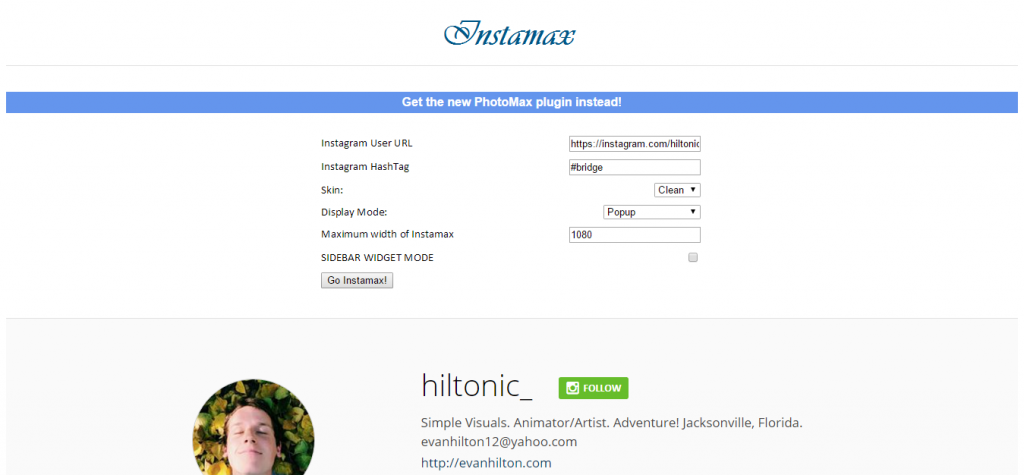 Instamax
Get the new PhotoMax plugin instead!
Instagram User URL https://instagram.com/hiltonic
Instagram HashTag #bridge
Skin: Clean
Display Mode: Popup
Maximum width of Instamax 1080
SIDEBAR WIDGET MODE
Go Instamax!
hiltonic_ FOLLOW
Simple Visuals. Animator/Artist. Adventure! Jacksonville, Florida.
evanhilton12@yahoo.com
http://evanhilton.com